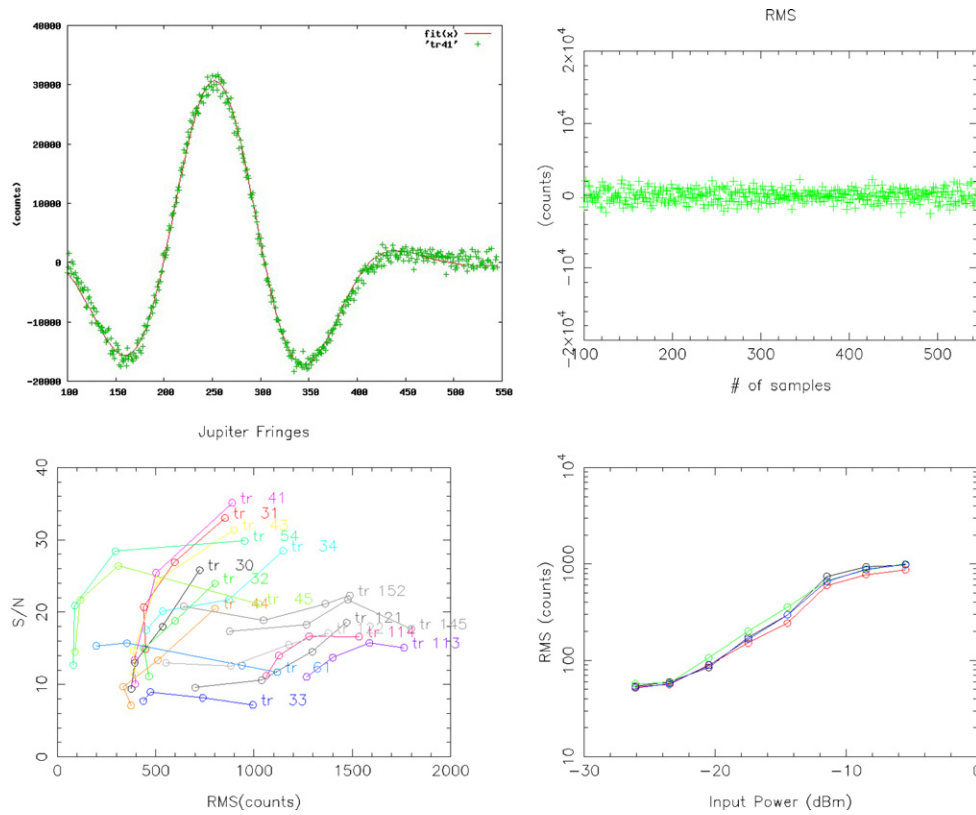 40000
30000
20000
10000
0
-10000
-20000
(counts)
fit(x)
'tr41'
100 150 200 250 300 350 400 450 500 550
Jupiter Fringes
RMS
2×10⁴
10⁴
0
-10⁴
-2×10⁴
(counts)
100 200 300 400 500
# of samples
40
30
20
10
0
S/N
tr 41
tr 31
tr 43
tr 54
tr 34
tr 30
tr 32
tr 44
tr 45
tr 152
tr 121
tr 122
tr 145
tr 114
tr 113
tr 61
tr 33
0 500 1000 1500 2000
RMS(counts)
10⁴
1000
100
10
RMS (counts)
-30 -20 -10 0
Input Power (dBm)